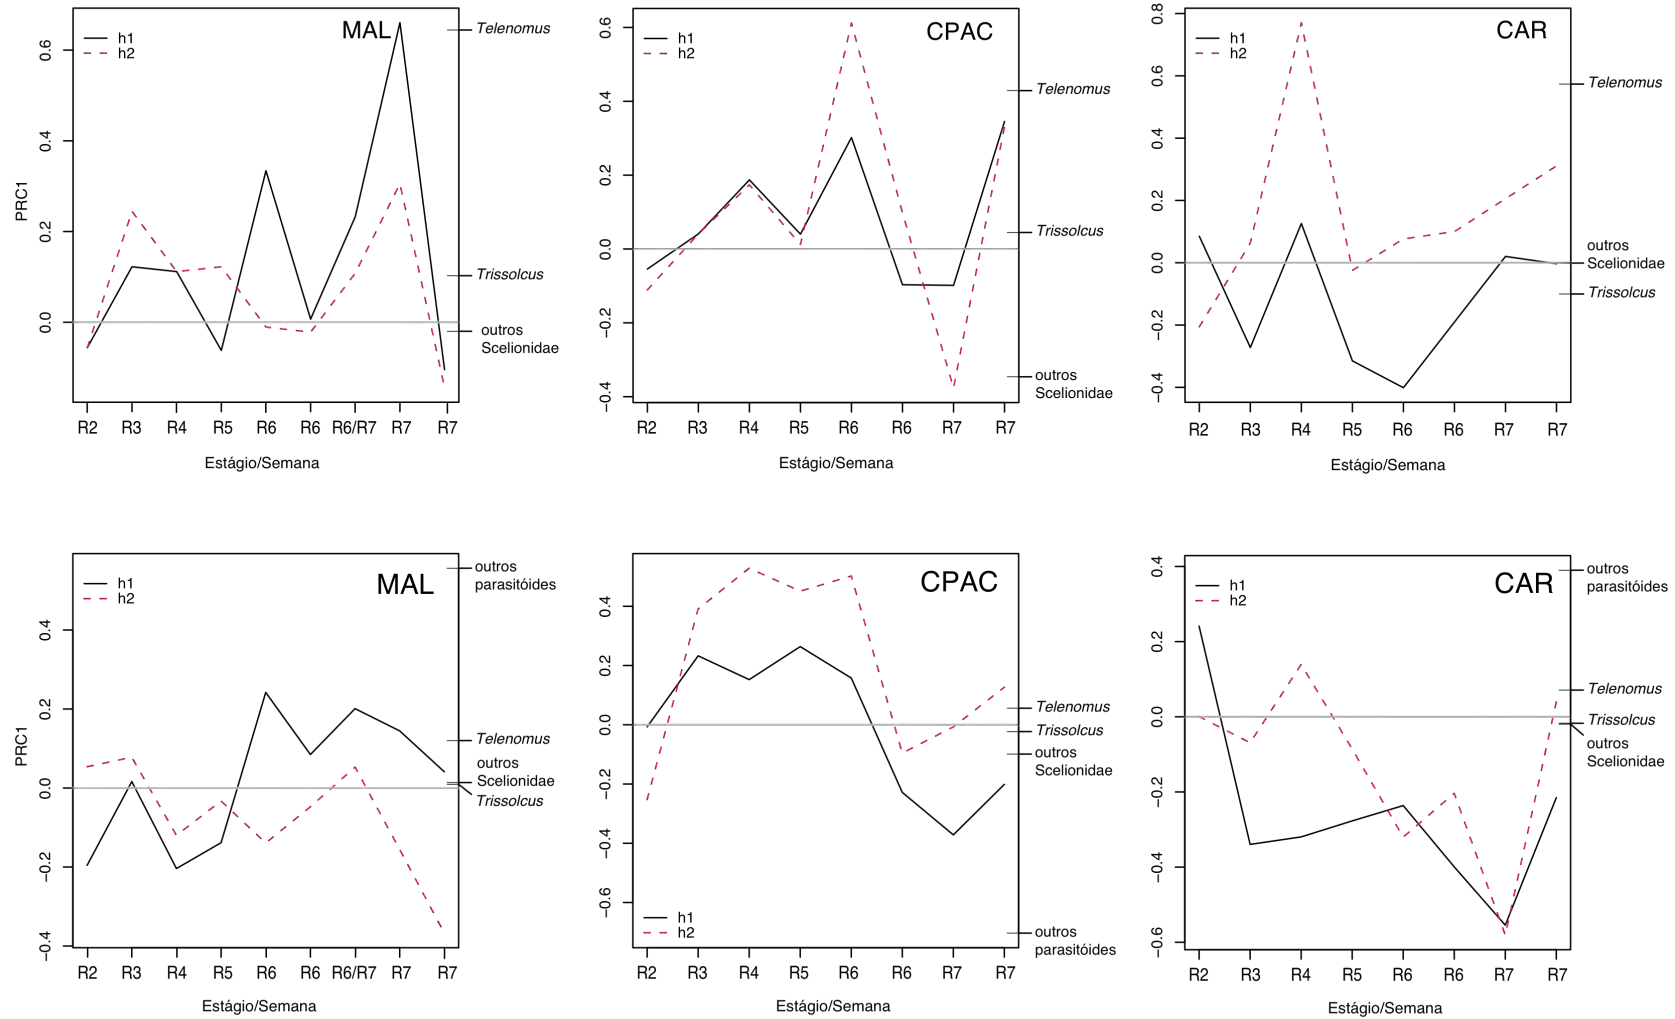 MAL
h1
h2
PRC1
0.6
0.4
0.2
0.0
Telenomus
Trissolcus
outros
Scelionidae
R2 R3 R4 R5 R6 R6 R6/R7 R7 R7
Estágio/Semana
CPAC
h1
h2
0.6
0.4
0.2
0.0
−0.2
−0.4
Telenomus
Trissolcus
outros
Scelionidae
R2 R3 R4 R5 R6 R6 R7 R7
Estágio/Semana
CAR
h1
h2
0.8
0.6
0.4
0.2
0.0
−0.2
−0.4
Telenomus
outros
Scelionidae
Trissolcus
R2 R3 R4 R5 R6 R6 R7 R7
Estágio/Semana
MAL
h1
h2
PRC1
0.4
0.2
0.0
−0.2
−0.4
outros
parasitóides
Telenomus
outros
Scelionidae
Trissolcus
R2 R3 R4 R5 R6 R6 R6/R7 R7 R7
Estágio/Semana
CPAC
0.4
0.2
0.0
−0.2
−0.4
−0.6
h1
h2
Telenomus
Trissolcus
outros
Scelionidae
outros
parasitóides
R2 R3 R4 R5 R6 R6 R7 R7
Estágio/Semana
CAR
h1
h2
0.4
0.2
0.0
−0.2
−0.4
−0.6
outros
parasitóides
Telenomus
Trissolcus
outros
Scelionidae
R2 R3 R4 R5 R6 R6 R7 R7
Estágio/Semana